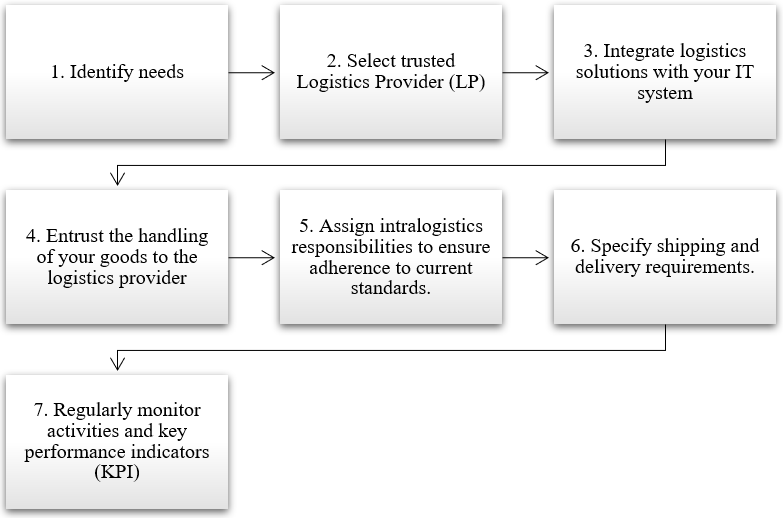 1. Identify needs
2. Select trusted
Logistics Provider (LP)
3. Integrate logistics
solutions with your IT
system
4. Entrust the handling
of your goods to the
logistics provider
5. Assign intralogistics
responsibilities to ensure
adherence to current
standards.
6. Specify shipping and
delivery requirements.
7. Regularly monitor
activities and key
performance indicators
(KPI)